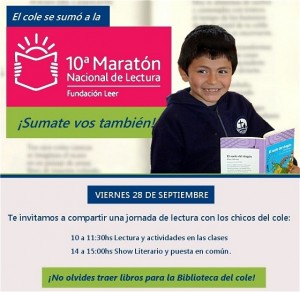 El cole se sumó a la
10ª Maratón
Nacional de Lectura
Fundación Leer
¡Sumate vos también!
VIERNES 28 DE SEPTIEMBRE
Te invitamos a compartir una jornada de lectura con los chicos del cole:
10 a 11:30hs Lectura y actividades en las clases
14 a 15:00hs Show Literario y puesta en común.
¡No olvides traer libros para la Biblioteca del cole!